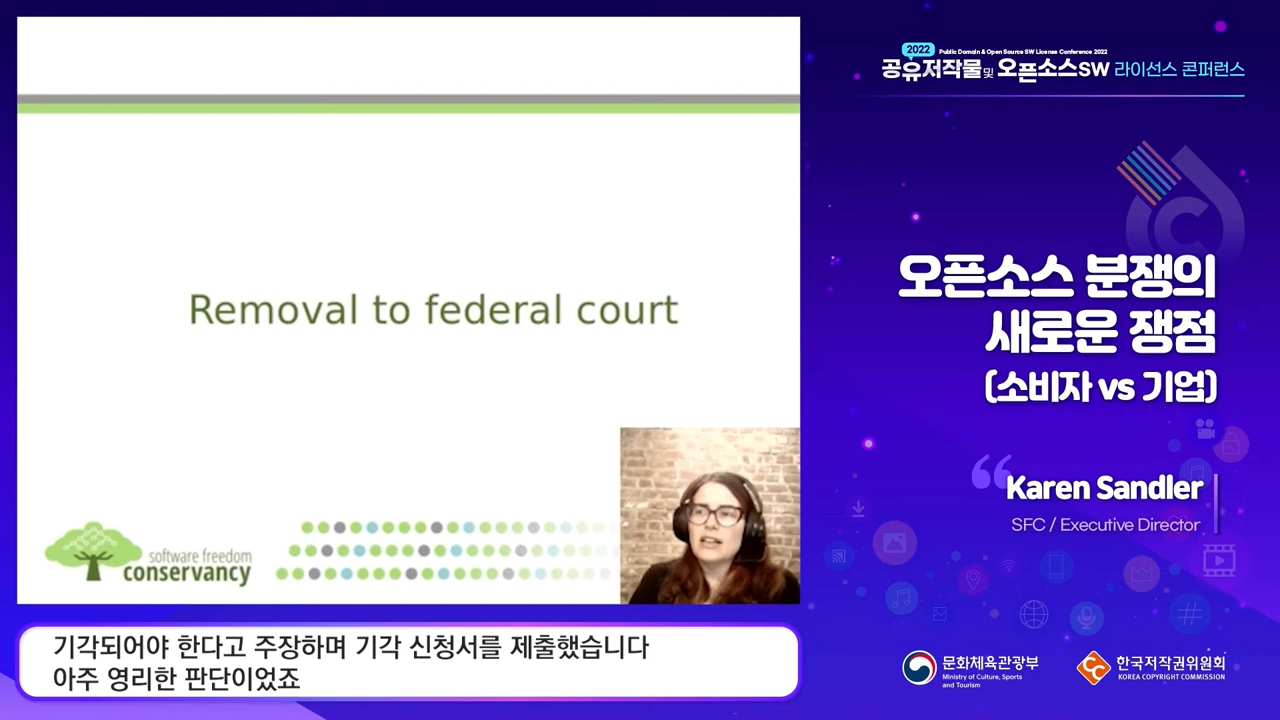 Removal to federal court
software freedom
conservancy
기각되어야 한다고 주장하며 기각 신청서를 제출했습니다
아주 영리한 판단이었죠
2022 Public Domain & Open Source SW License Conference 2022
공유저작물 및 오픈소스SW 라이선스 콘퍼런스
오픈소스 분쟁의
새로운 쟁점
(소비자 vs 기업)
Karen Sandler
SFC / Executive Director
문화체육관광부
Ministry of Culture, Sports
and Tourism
한국저작권위원회
KOREA COPYRIGHT COMMISSION